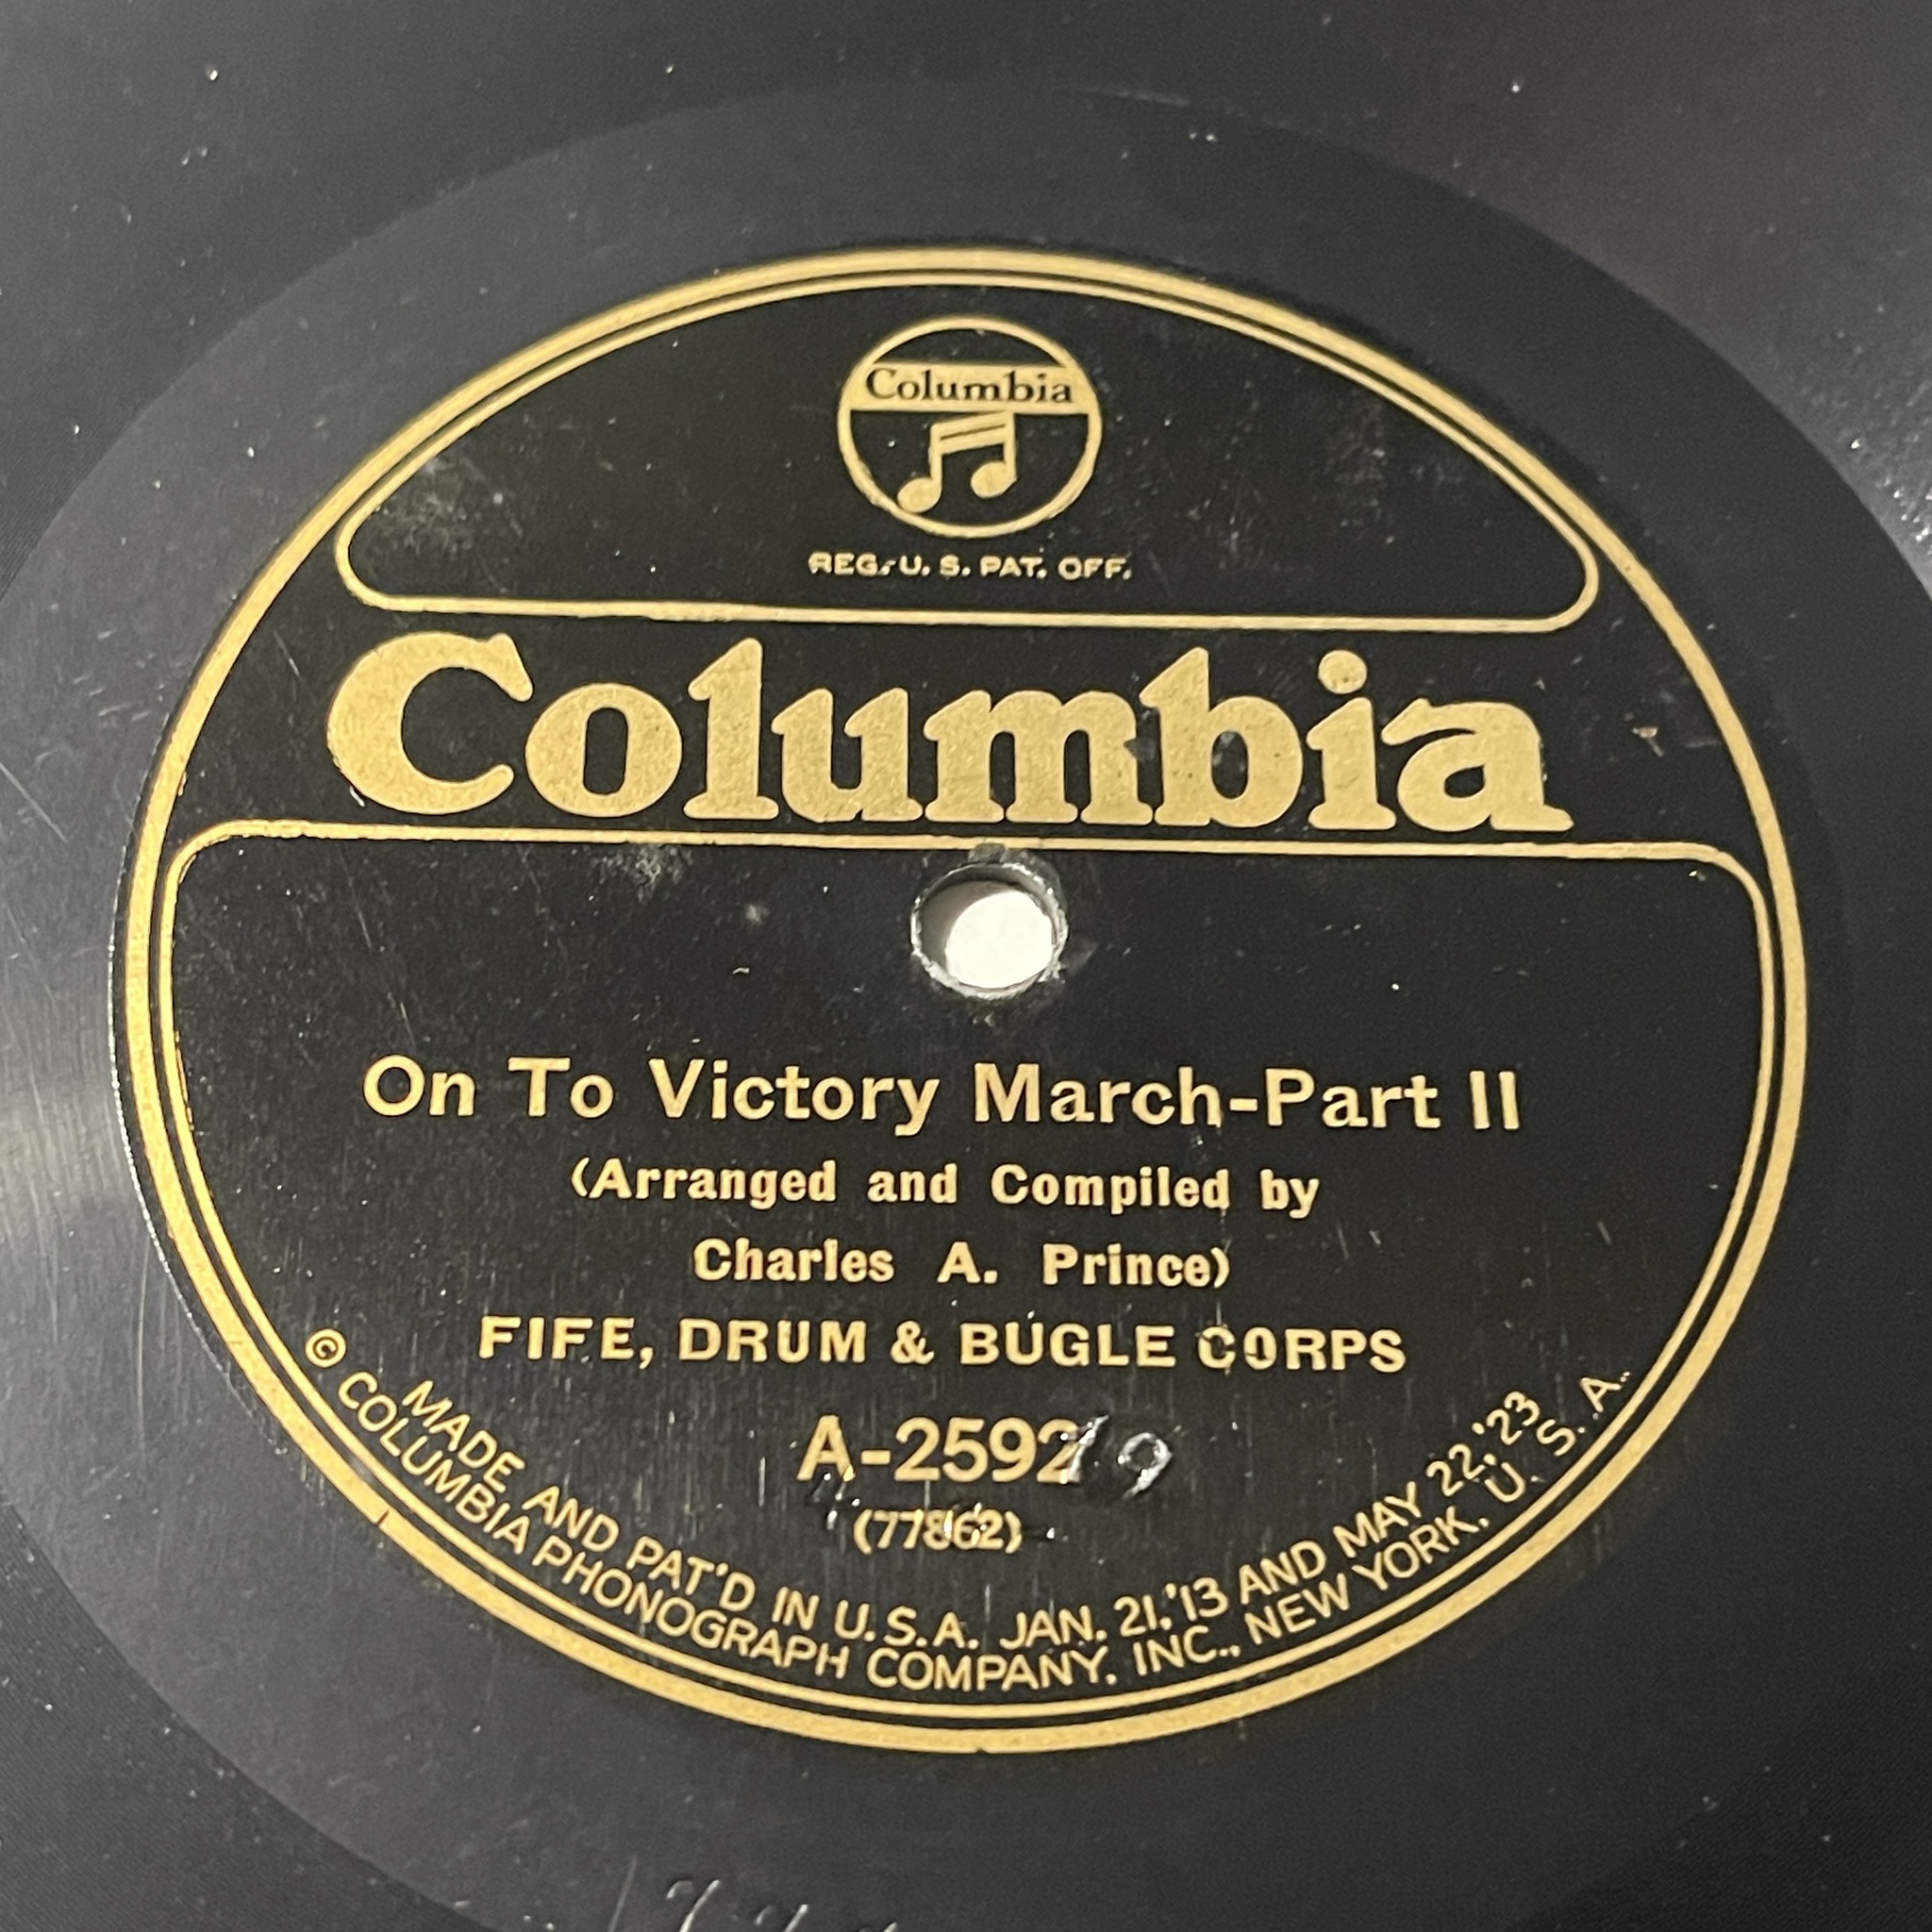 Columbia
REG. U. S. PAT. OFF.
Columbia
On To Victory March-Part II
(Arranged and Compiled by
Charles A. Prince)
FIFE, DRUM & BUGLE CORPS
A-2592
19
(77862)
MADE AND PAT'D IN U.S.A. JAN. 21,'13 AND MAY 22,'23
© COLUMBIA PHONOGRAPH COMPANY, INC., NEW YORK, U. S. A.